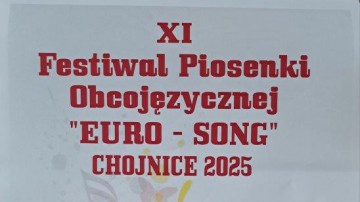 XI
Festiwal Piosenki
Obcojęzycznej
"EURO - SONG"
CHOJNICE 2025